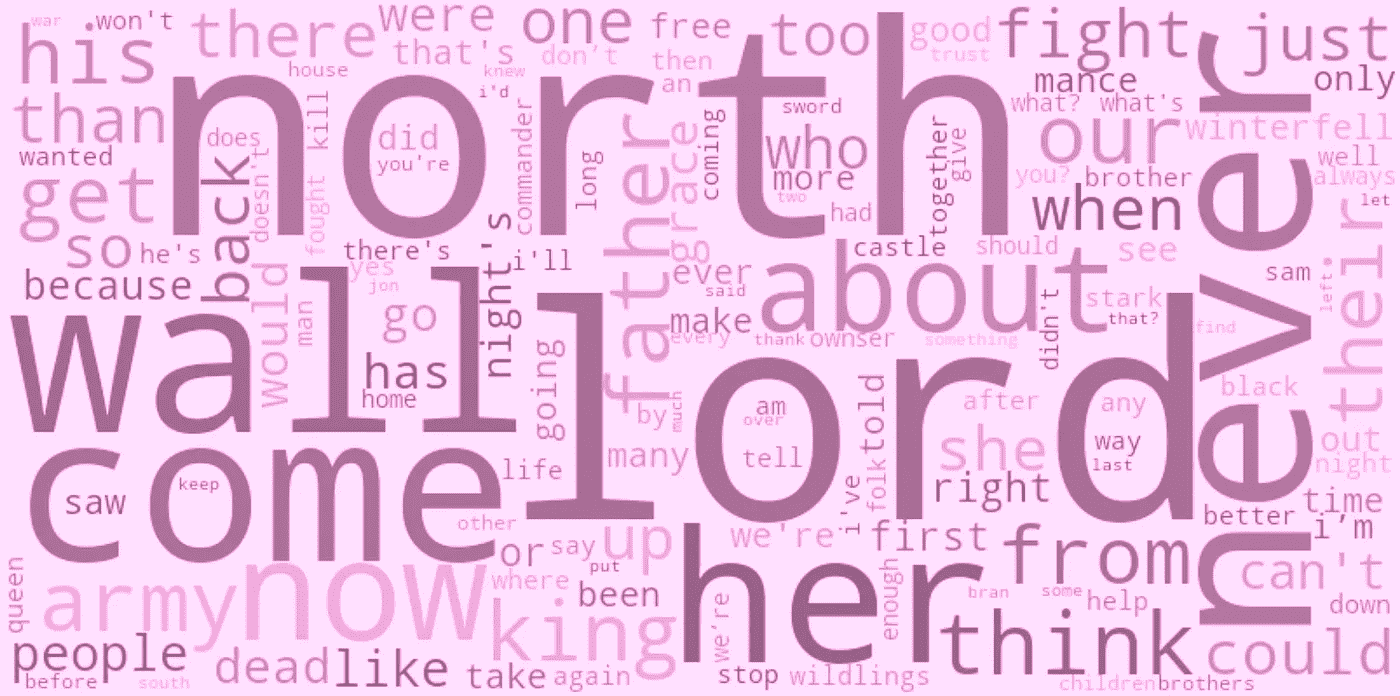 war
won't
his
there
were
that's
one
don’t
free
then
an
too
good
trust
fight
just
only
house
knew
i'd
than
north
mance
what?
what's
wanted
does
kill
did
you're
commander
long
sword
who
more
two
coming
together
give
our
winterfell
well
always
let
get
back
doesn't
fought
father
grace
had
you?
brother
when
so
he's
there's
i'll
night's
castle
should
see
never
their
left
because
would
man
yes
jon
go
ever
said
about
stark
that?
sam
wall
has
home
going
make
every
thank
ownser
something
didn't
find
lord
by
much
am
over
tell
told
folk
after
any
way
last
black
out
night
come
saw
keep
life
many
i've
she
right
time
better
i’m
other
or
say
put
up
we're
first
from
can't
queen
army
now
where
been
king
her
we’re
enough
bran
some
help
down
people
before
south
dead
like
take
again
stop
wildlings
think
children
brothers
could